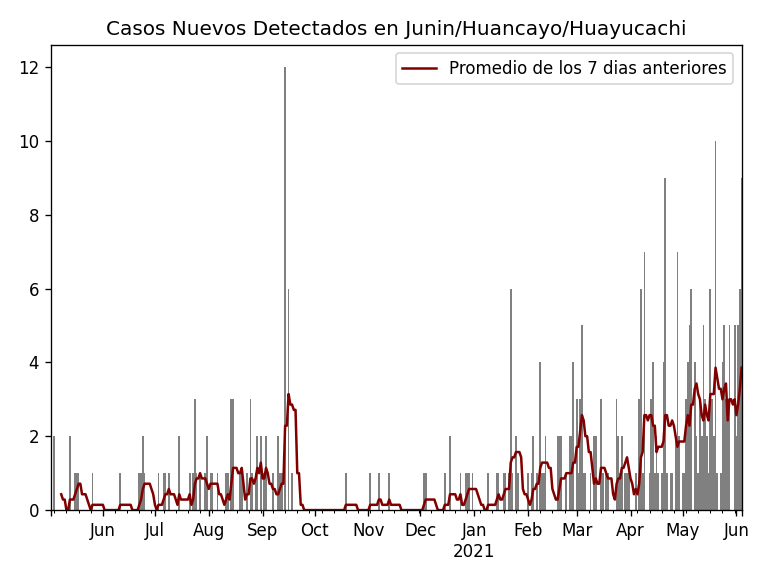 Casos Nuevos Detectados en Junin/Huancayo/Huayucachi
Promedio de los 7 dias anteriores
12
10
8
6
4
2
0
Jun Jul Aug Sep Oct Nov Dec Jan Feb Mar Apr May Jun
2021